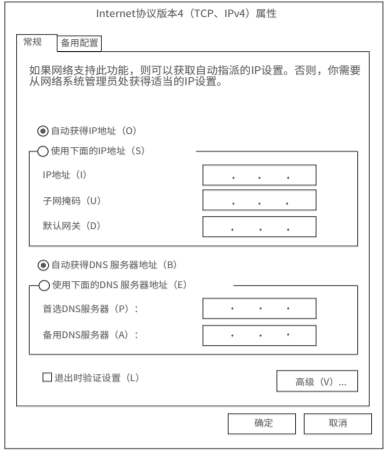 Internet协议版本4（TCP、IPv4）属性
常规 备用配置
如果网络支持此功能，则可以获取自动指派的IP设置。否则，你需要
从网络系统管理员处获得适当的IP设置。
自动获得IP地址（O）
使用下面的IP地址（S）
IP地址（I）
子网掩码（U）
默认网关（D）
自动获得DNS 服务器地址（B）
使用下面的DNS 服务器地址（E）
首选DNS服务器（P）:
备用DNS服务器（A）:
退出时验证设置（L）
高级（V）...
确定 取消